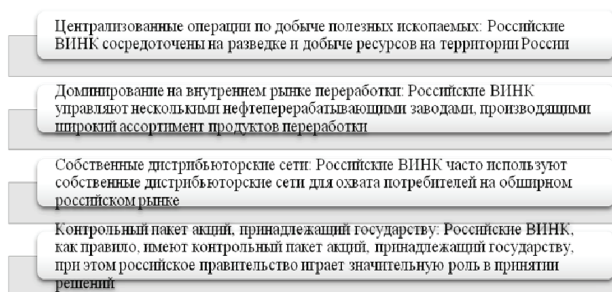 Централизованные операции по добыче полезных ископаемых: Российские
ВИНК сосредоточены на разведке и добыче ресурсов на территории России
Доминирование на внутреннем рынке переработки: Российские ВИНК
управляют несколькими нефтеперерабатывающими заводами, производящими
широкий ассортимент продуктов переработки
Собственные дистрибьюторские сети: Российские ВИНК часто используют
собственные дистрибьюторские сети для охвата потребителей на обширном
российском рынке
Контрольный пакет акций, принадлежащий государству: Российские ВИНК,
как правило, имеют контрольный пакет акций, принадлежащий государству,
при этом российское правительство играет значительную роль в принятии
решений